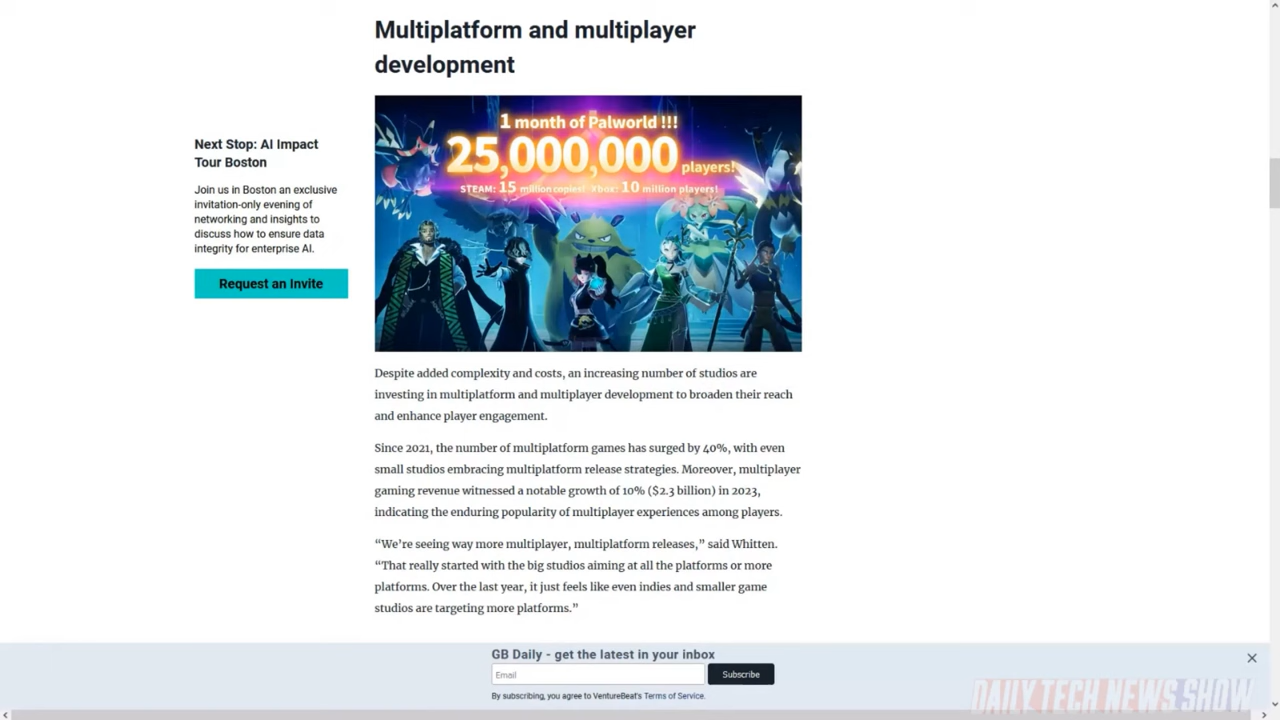 Multiplatform and multiplayer
development
1 month of Palworld !!!
25,000,000 players!
STEAM: 15 million copies! Xbox: 10 million players!
Next Stop: AI Impact
Tour Boston
Join us in Boston an exclusive
invitation-only evening of
networking and insights to
discuss how to ensure data
integrity for enterprise AI.
Request an Invite
Despite added complexity and costs, an increasing number of studios are
investing in multiplatform and multiplayer development to broaden their reach
and enhance player engagement.
Since 2021, the number of multiplatform games has surged by 40%, with even
small studios embracing multiplatform release strategies. Moreover, multiplayer
gaming revenue witnessed a notable growth of 10% ($2.3 billion) in 2023,
indicating the enduring popularity of multiplayer experiences among players.
“We’re seeing way more multiplayer, multiplatform releases,” said Whitten.
“That really started with the big studios aiming at all the platforms or more
platforms. Over the last year, it just feels like even indies and smaller game
studios are targeting more platforms.”
GB Daily - get the latest in your inbox
Email
Subscribe
By subscribing, you agree to VentureBeat's Terms of Service.
DAILY TECH NEWS SHOW